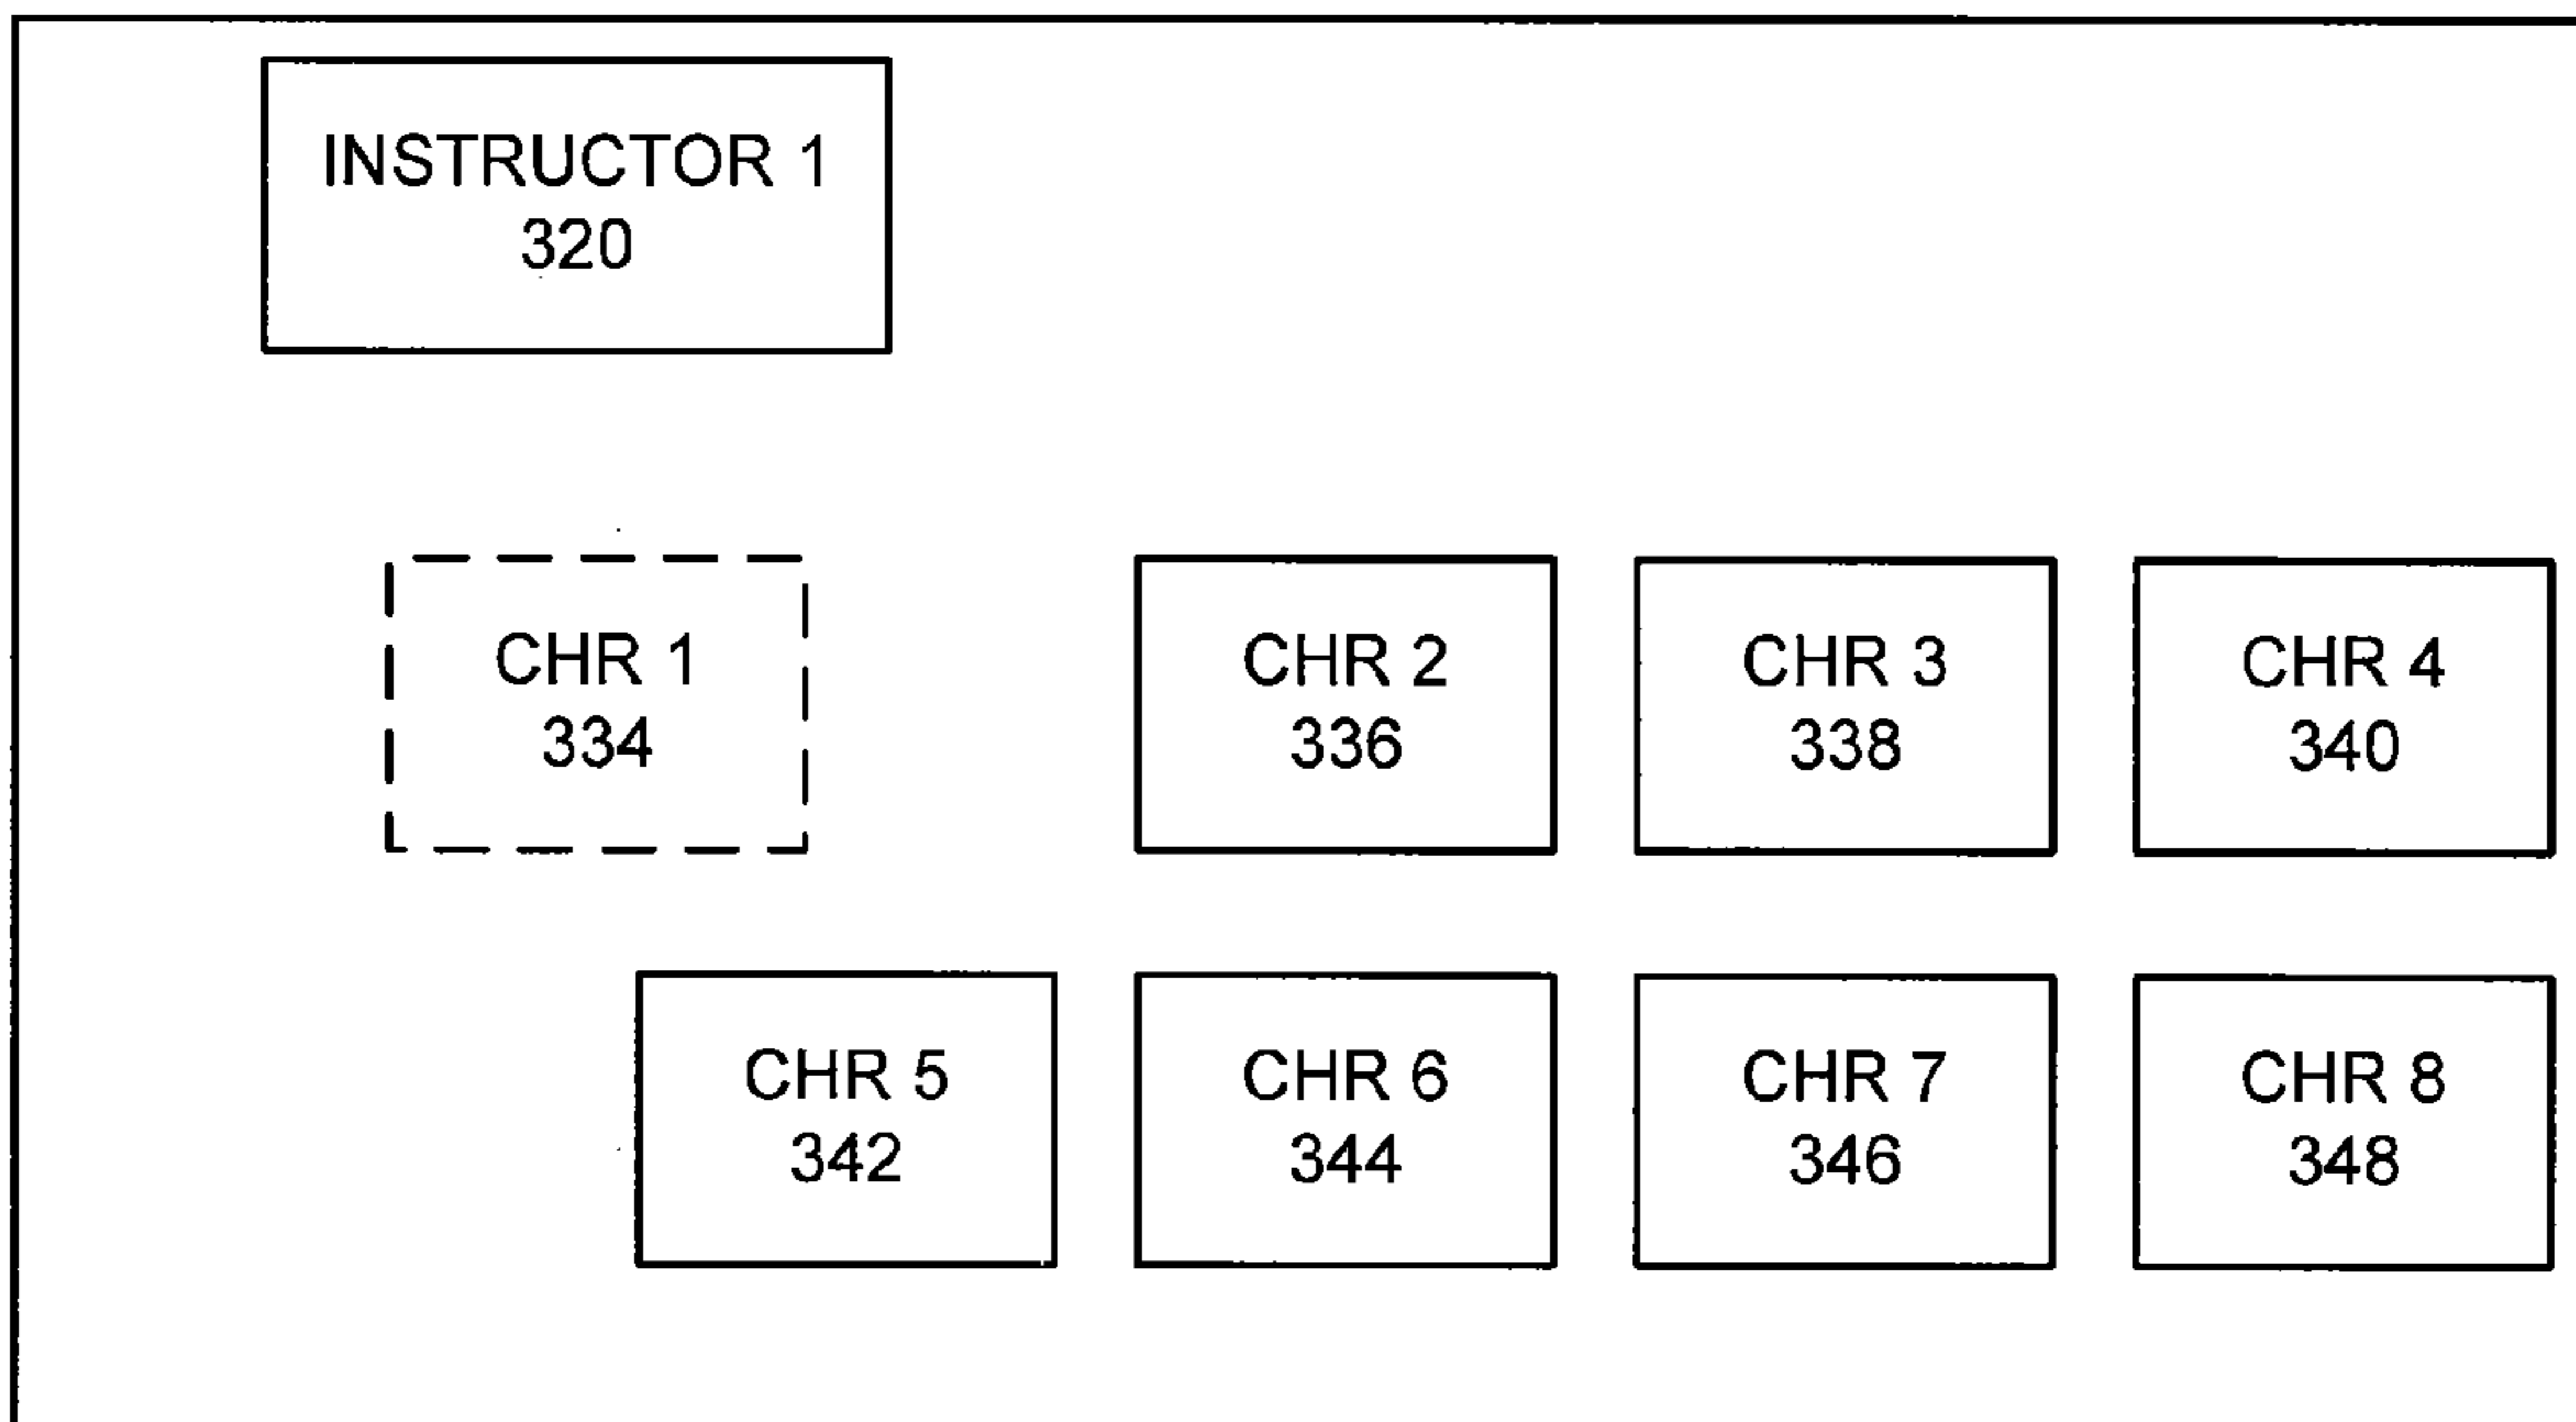 INSTRUCTOR 1
320
CHR 1
334
CHR 2
336
CHR 3
338
CHR 4
340
CHR 5
342
CHR 6
344
CHR 7
346
CHR 8
348